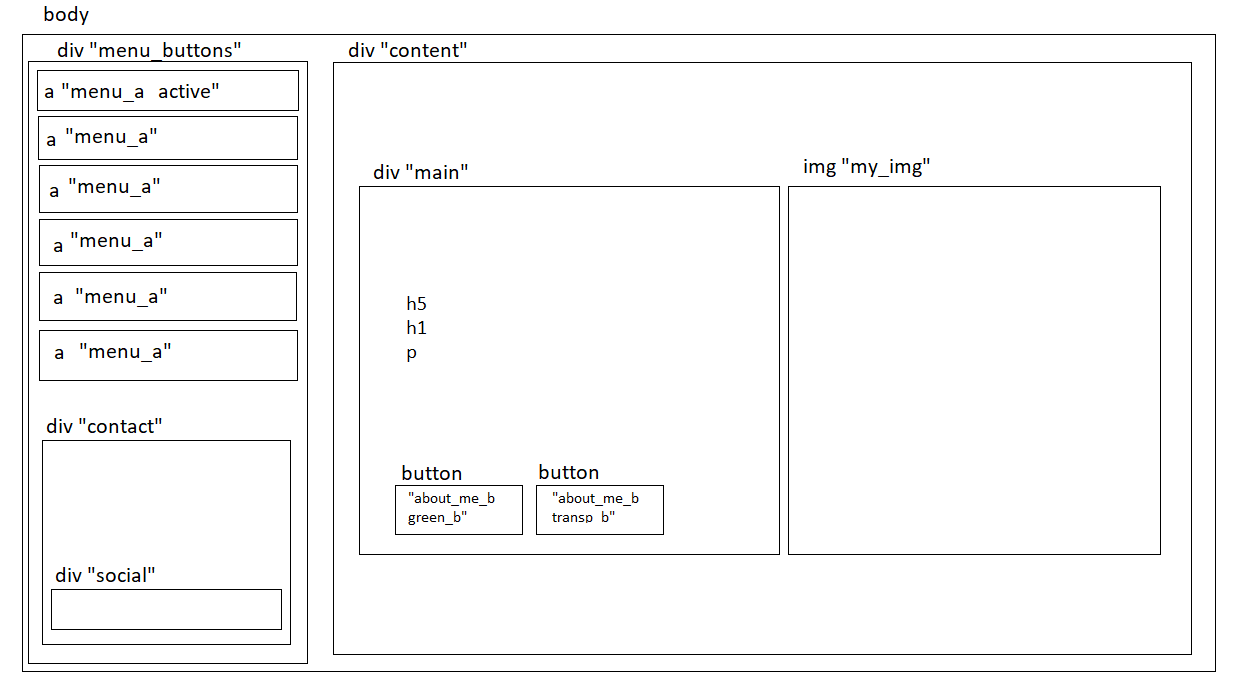 body
div "menu_buttons"
a "menu_a active"
a "menu_a"
a "menu_a"
a "menu_a"
a "menu_a"
a "menu_a"
div "contact"
div "social"
div "content"
div "main"
h5
h1
p
button
"about_me_b
green_b"
button
"about_me_b
transp_b"
img "my_img"